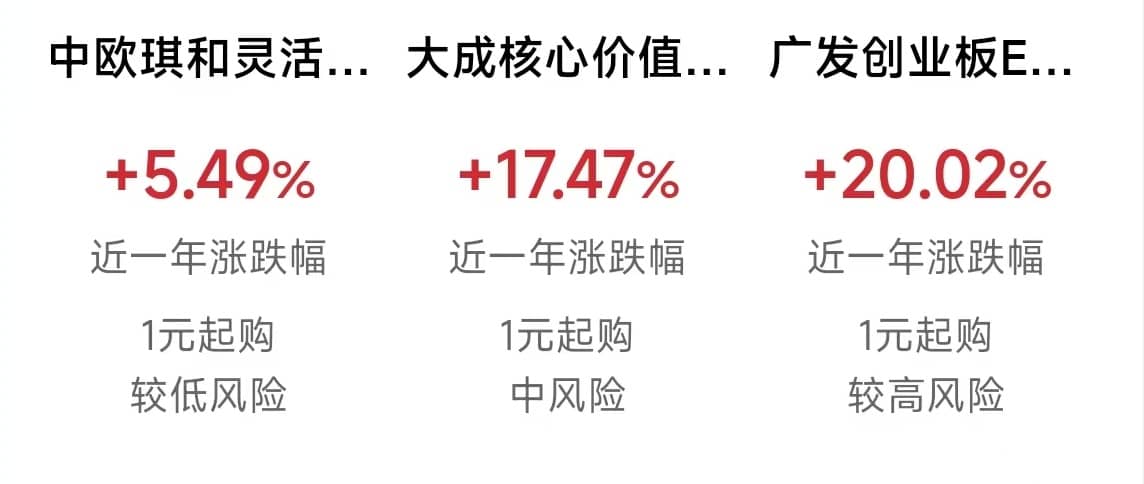 中欧琪和灵活... 大成核心价值... 广发创业板E...
+5.49% +17.47% +20.02%
近一年涨跌幅 近一年涨跌幅 近一年涨跌幅
1元起购 1元起购 1元起购
较低风险 中风险 较高风险